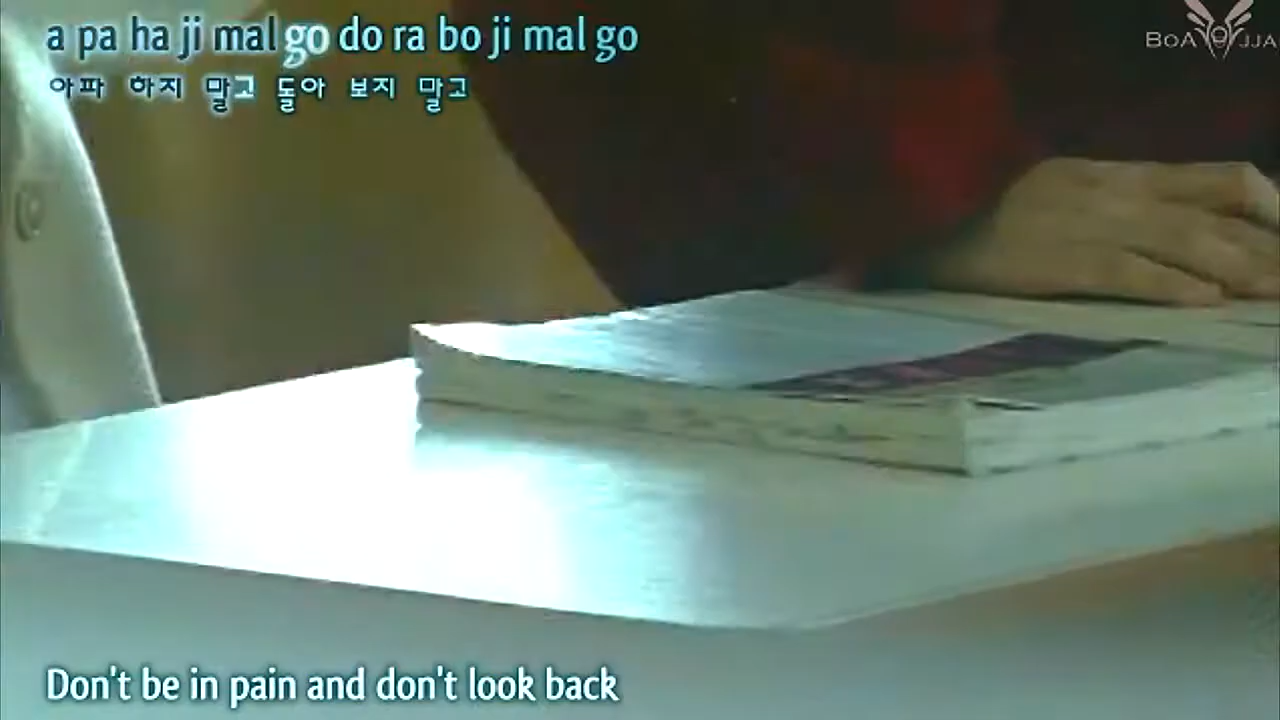 a pa ha ji mal go do ra bo ji mal go
아파 하지 말고 돌아 보지 말고
BOA JJA
Don't be in pain and don't look back